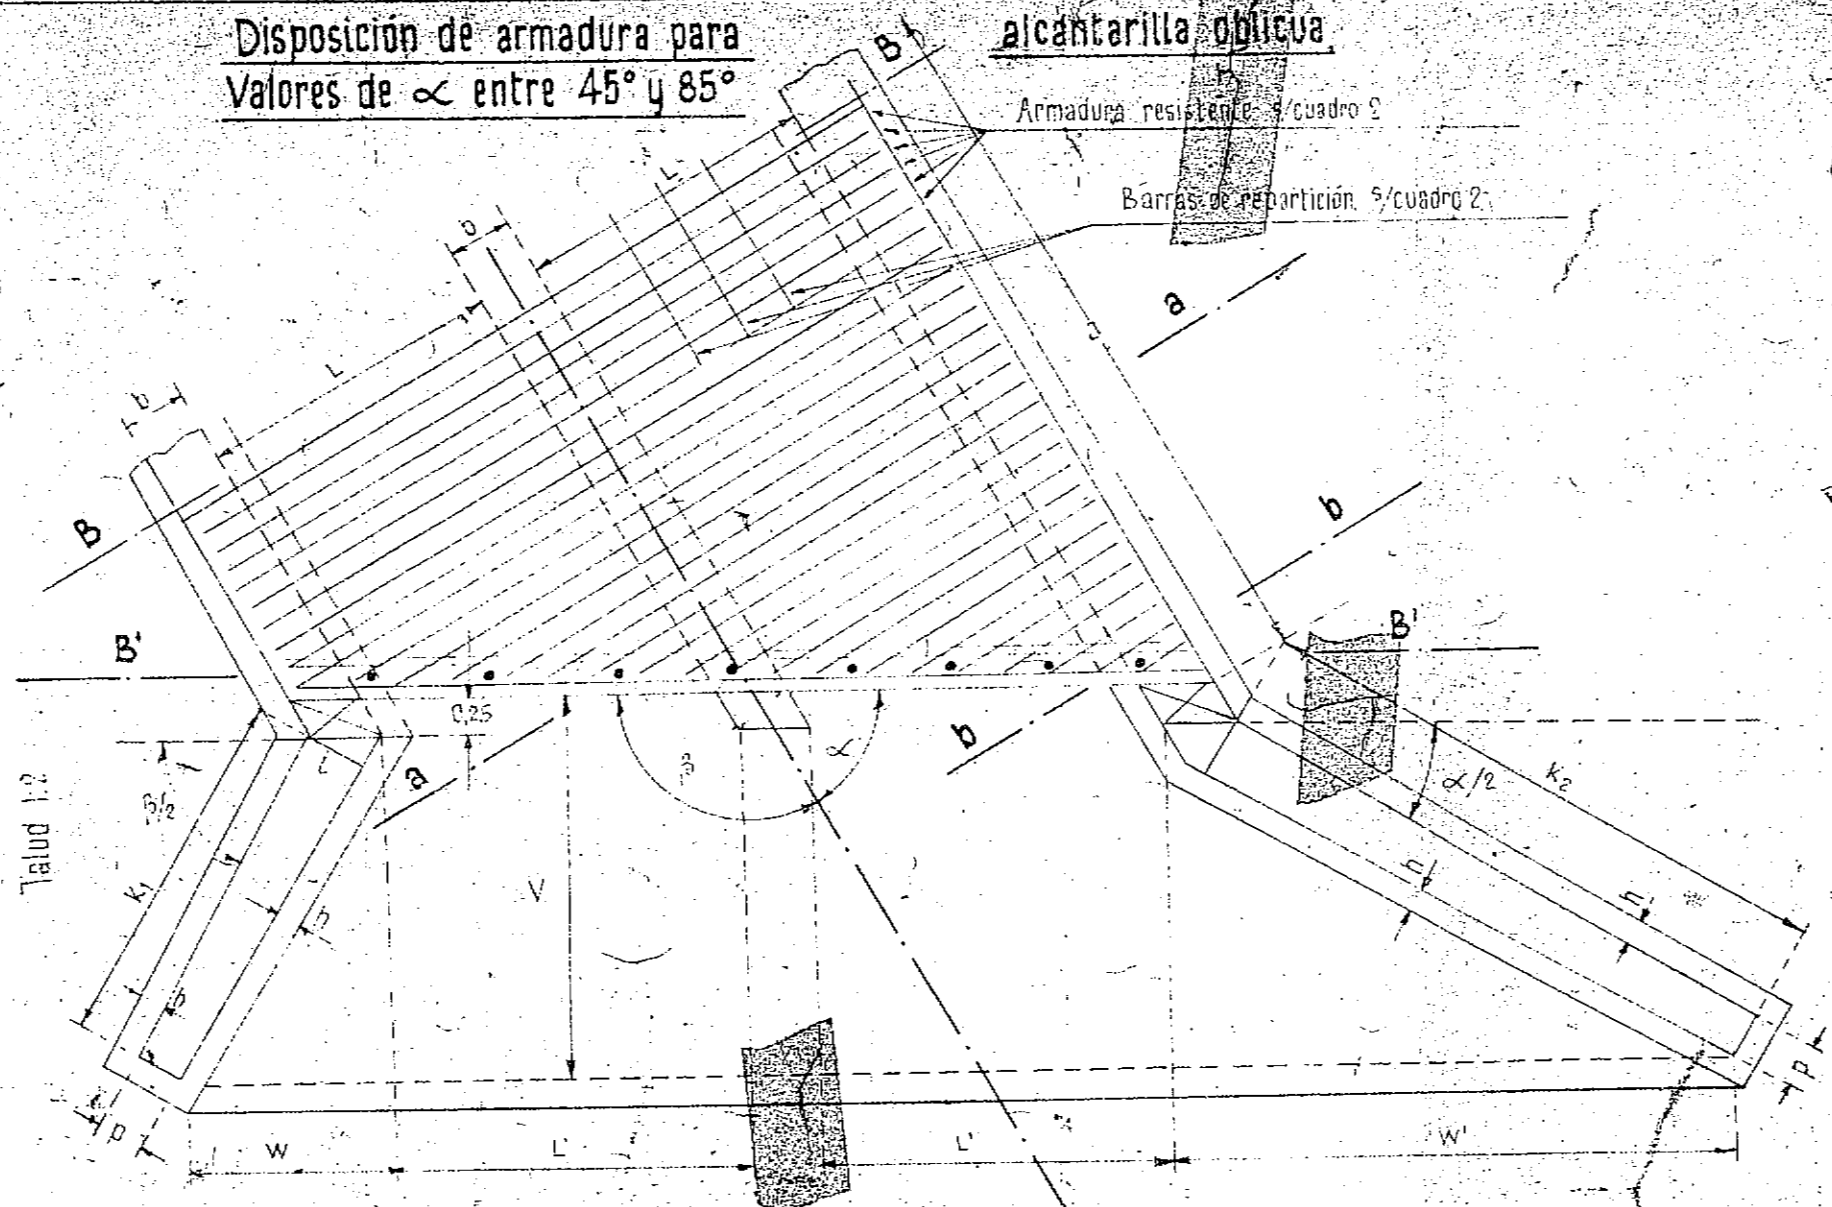 Disposición de armadura para alcantarilla oblicua
Valores de ∝ entre 45° y 85°
Armadura resistente s/cuadro 2
Barras de repartición s/cuadro 2
B
b
L
L
a
b
B
B'
B'
a
b
0,25
β
∝
β/2
∝/2
Talud 1:2
K₁
K₂
V
h
h
h
p
p
W
L'
L'
W'